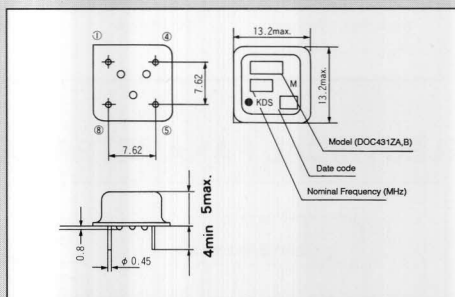 ①
④
7.62
⑧
⑤
7.62
13.2max.
13.2max.
M
KDS
Model (DOC431ZA,B)
Date code
Nominal Frequency (MHz)
4min 5max.
0.8
φ 0.45